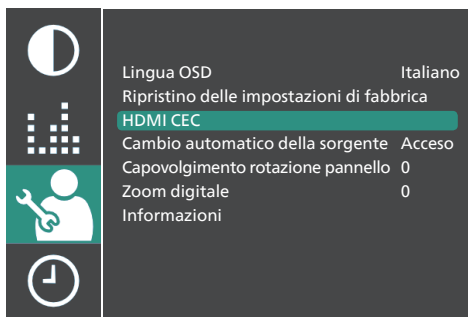 Lingua OSD Italiano
Ripristino delle impostazioni di fabbrica
HDMI CEC
Cambio automatico della sorgente Acceso
Capovolgimento rotazione pannello 0
Zoom digitale 0
Informazioni